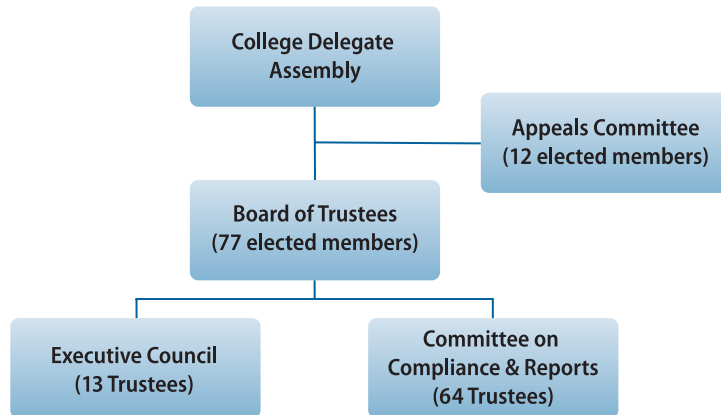 College Delegate
Assembly
Appeals Committee
(12 elected members)
Board of Trustees
(77 elected members)
Executive Council
(13 Trustees)
Committee on
Compliance & Reports
(64 Trustees)